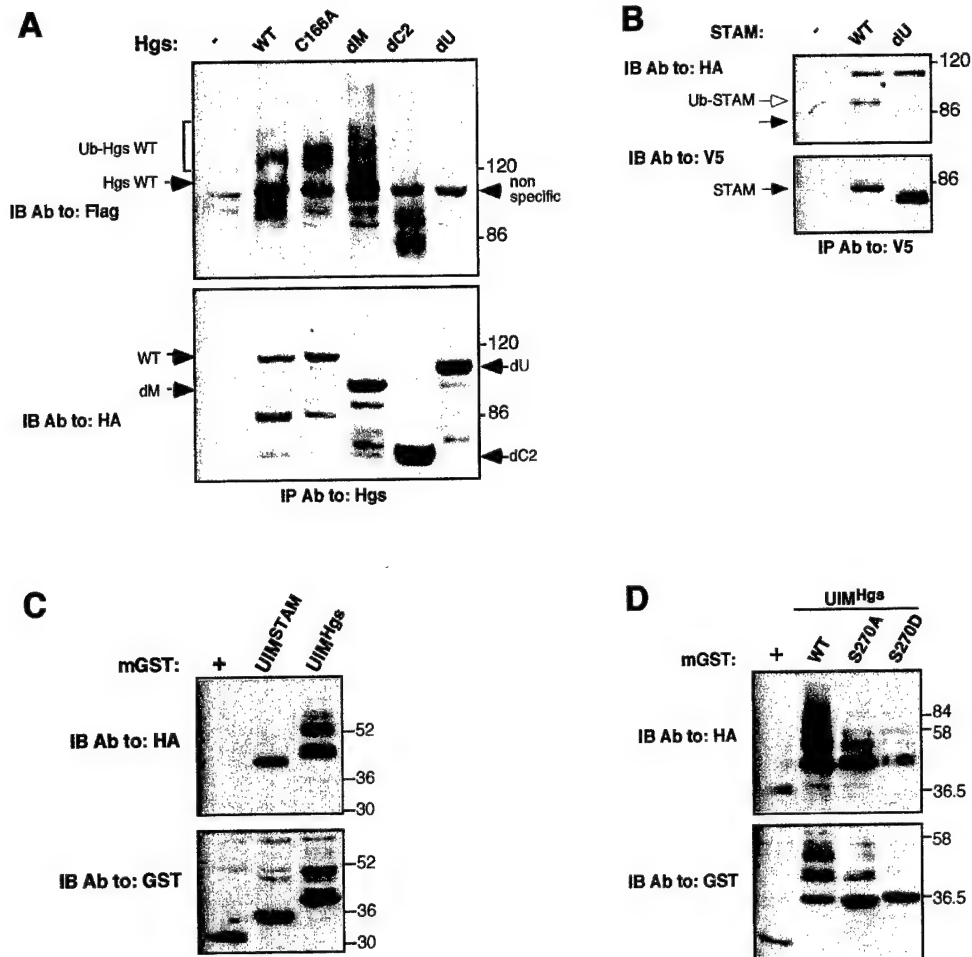 A
Hgs: - WT C166A dM dC2 dU
Ub-Hgs WT
Hgs WT
IB Ab to: Flag
120
non
specific
86
WT
dM
IB Ab to: HA
120
dU
86
dC2
IP Ab to: Hgs
B
STAM: - WT dU
IB Ab to: HA
Ub-STAM
120
86
IB Ab to: V5
STAM
86
IP Ab to: V5
C
mGST: + UIMSTAM UIMHgs
IB Ab to: HA
52
36
30
IB Ab to: GST
52
36
30
D
UIMHgs
mGST: + WT S270A S270D
IB Ab to: HA
84
58
36.5
IB Ab to: GST
58
36.5